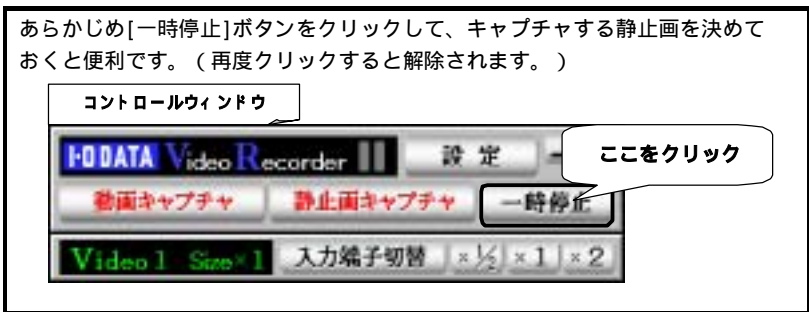 あらかじめ[一時停止]ボタンをクリックして、キャプチャする静止画を決めて
おくと便利です。(再度クリックすると解除されます。)
コントロールウィンドウ
I-O DATA Video Recorder 設定
ここをクリック
動画キャプチャ 静止画キャプチャ 一時停止
Video1 Size×1 入力端子切替 ×1/2 ×1 ×2